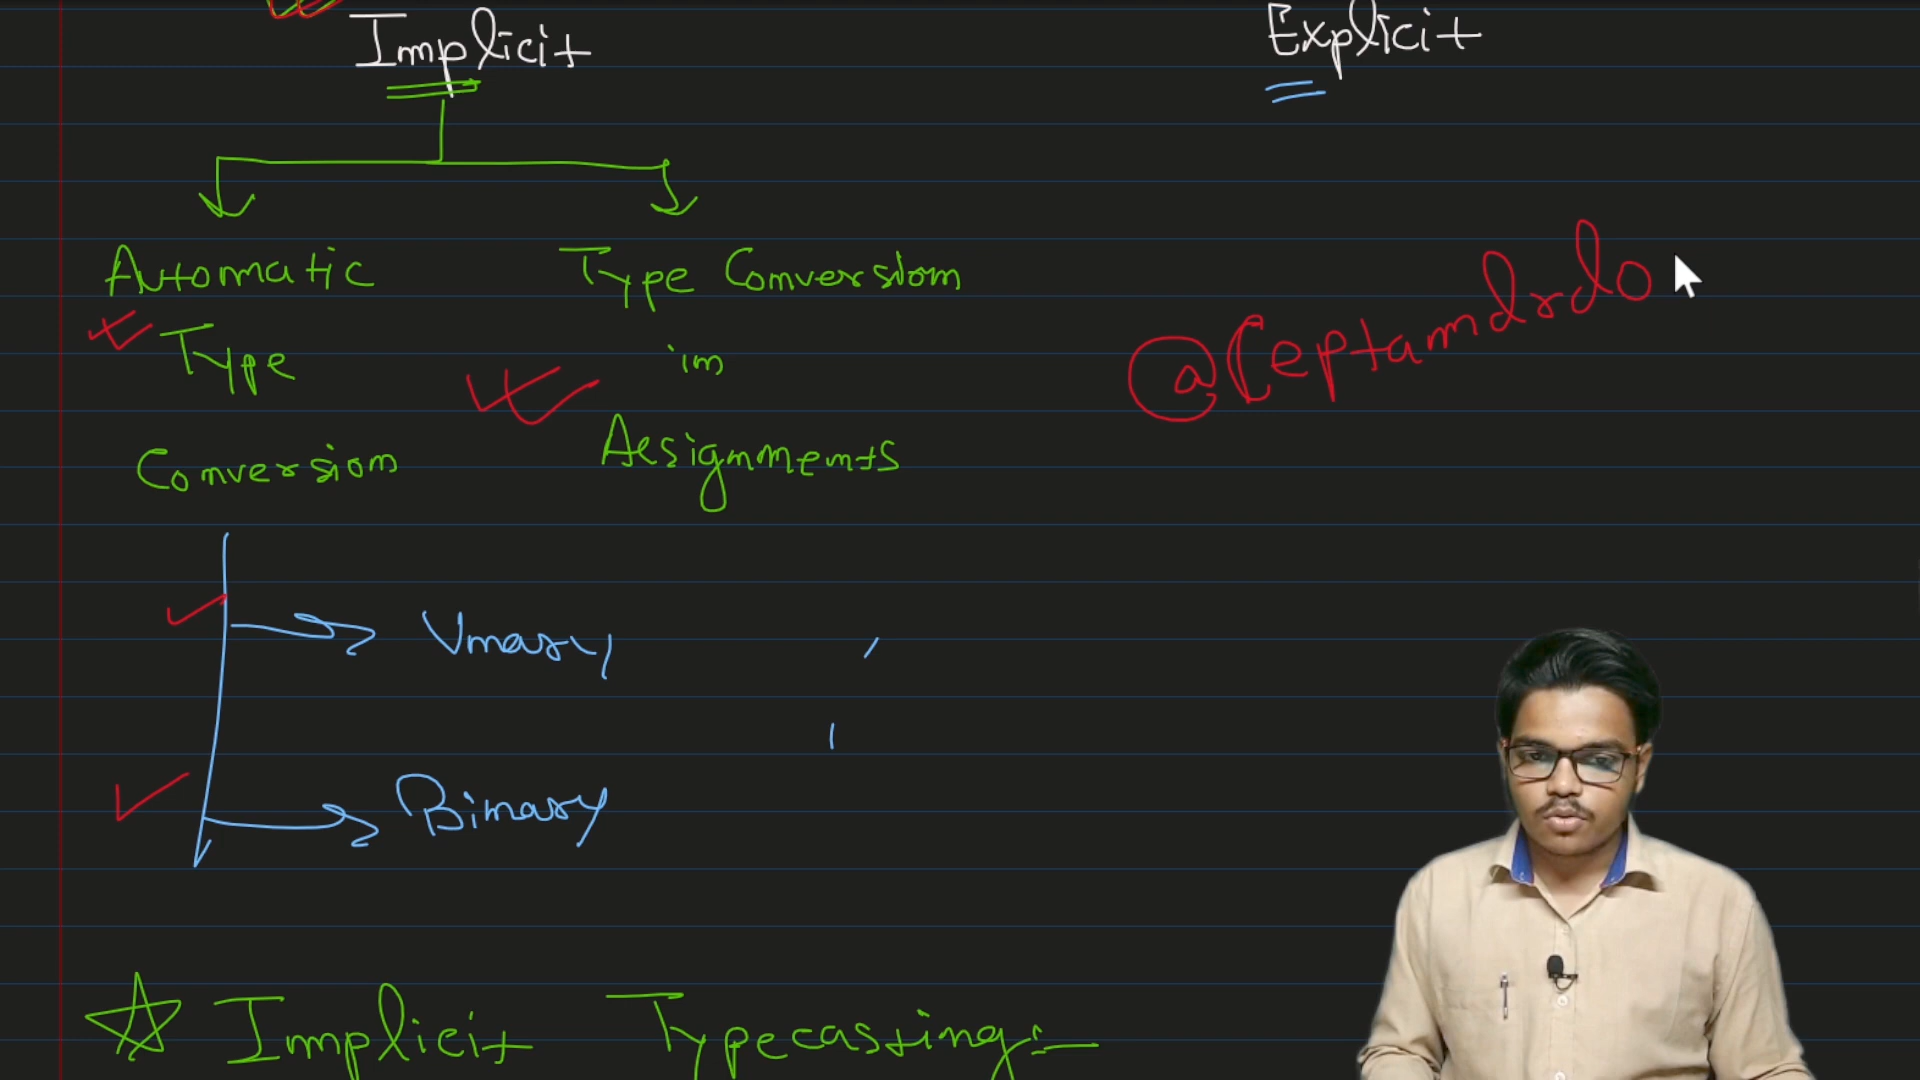 Implicit
Explicit
Automatic
Type
Conversion
Type Conversion
in
Assignments
@Ceptamdrdo
Unary
Binary
☆ Implicit Typecasting:-